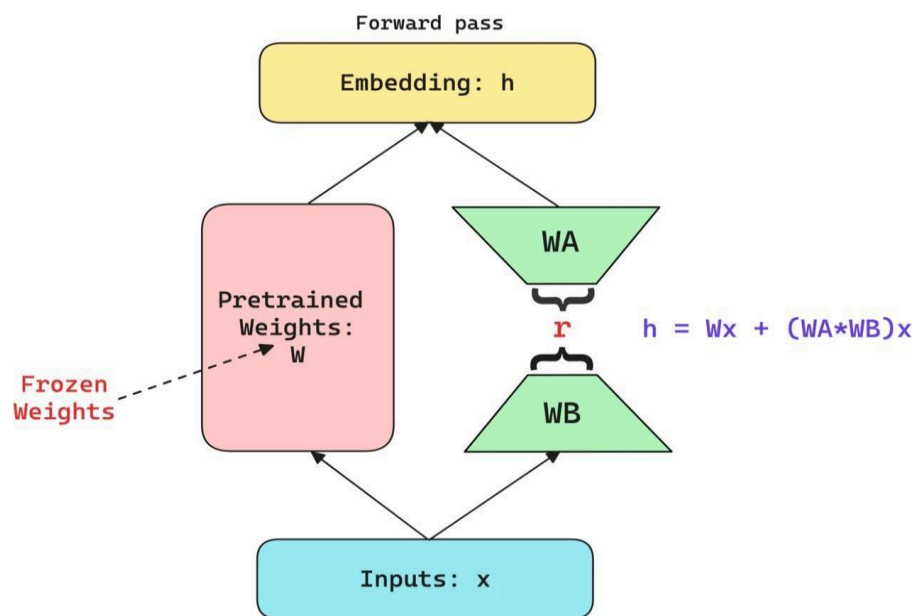 Forward pass
Embedding: h
WA
Pretrained
Weights:
W
r
h = Wx + (WA*WB)x
Frozen
Weights
WB
Inputs: x